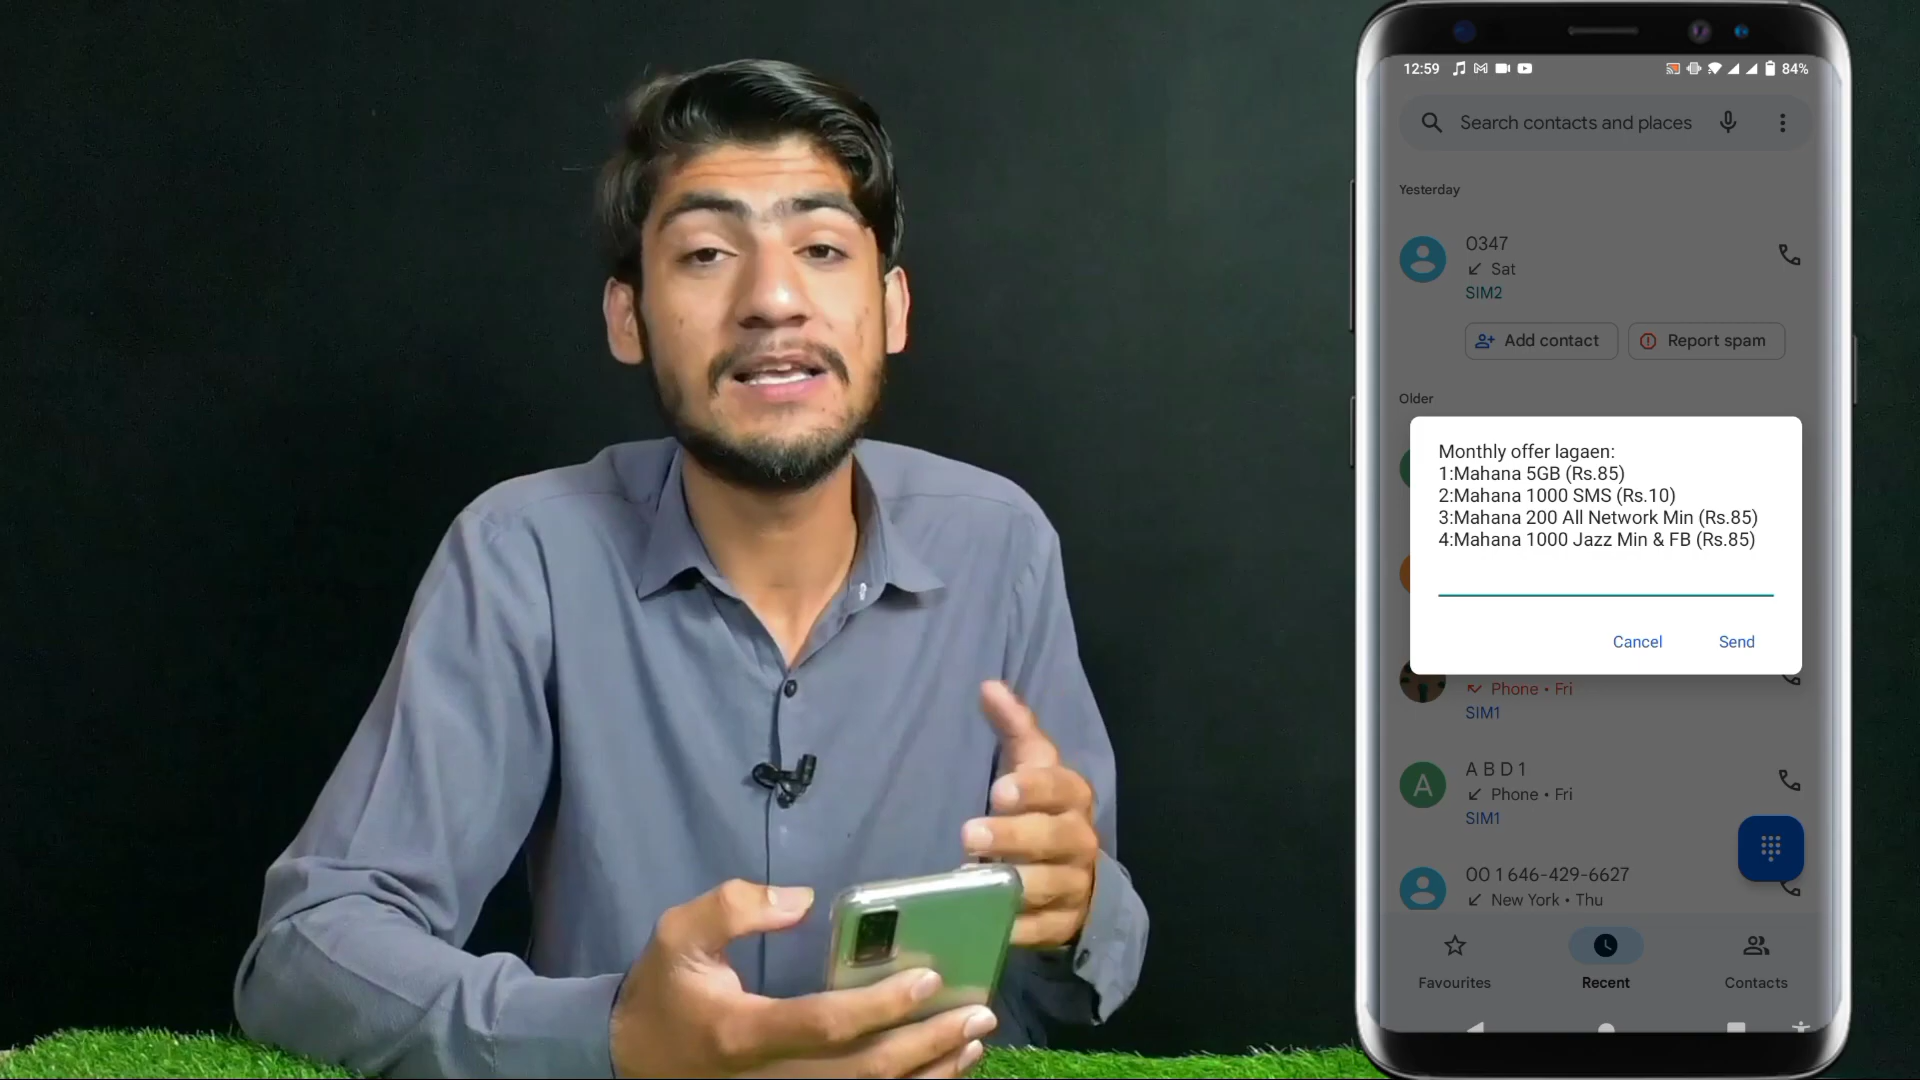 12:59
84%
Search contacts and places
Yesterday
0347
Sat
SIM2
Add contact
Report spam
Older
Monthly offer lagaen:
1:Mahana 5GB (Rs.85)
2:Mahana 1000 SMS (Rs.10)
3:Mahana 200 All Network Min (Rs.85)
4:Mahana 1000 Jazz Min & FB (Rs.85)
Cancel
Send
Phone • Fri
SIM1
A B D 1
A
Phone • Fri
SIM1
00 1 646-429-6627
New York • Thu
Favourites
Recent
Contacts